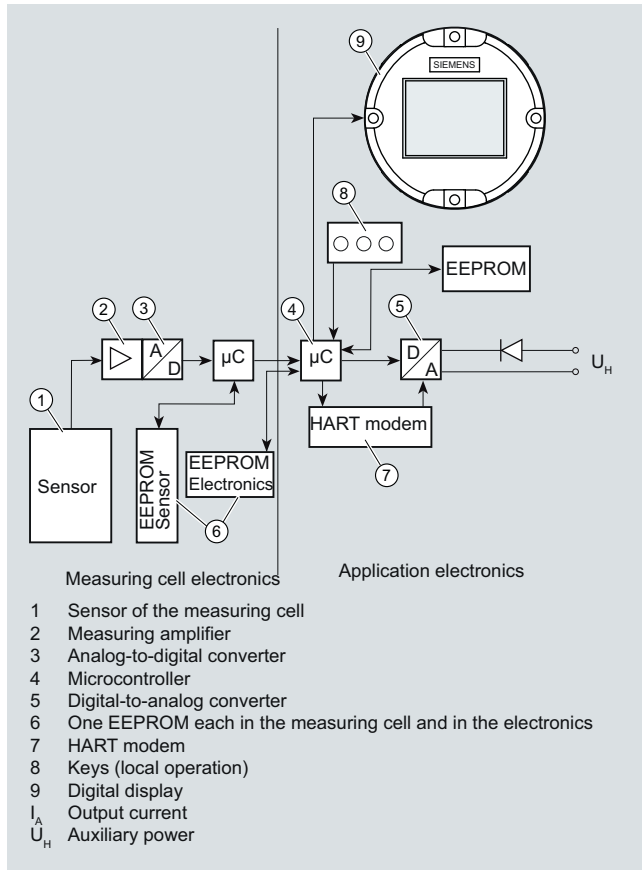 9
SIEMENS
8
EEPROM
2
3
4
5
A
D
µC
µC
D
A
U_H
1
HART modem
Sensor
EEPROM
Sensor
EEPROM
Electronics
6
7
Measuring cell electronics
Application electronics
1 Sensor of the measuring cell
2 Measuring amplifier
3 Analog-to-digital converter
4 Microcontroller
5 Digital-to-analog converter
6 One EEPROM each in the measuring cell and in the electronics
7 HART modem
8 Keys (local operation)
9 Digital display
I_A Output current
U_H Auxiliary power